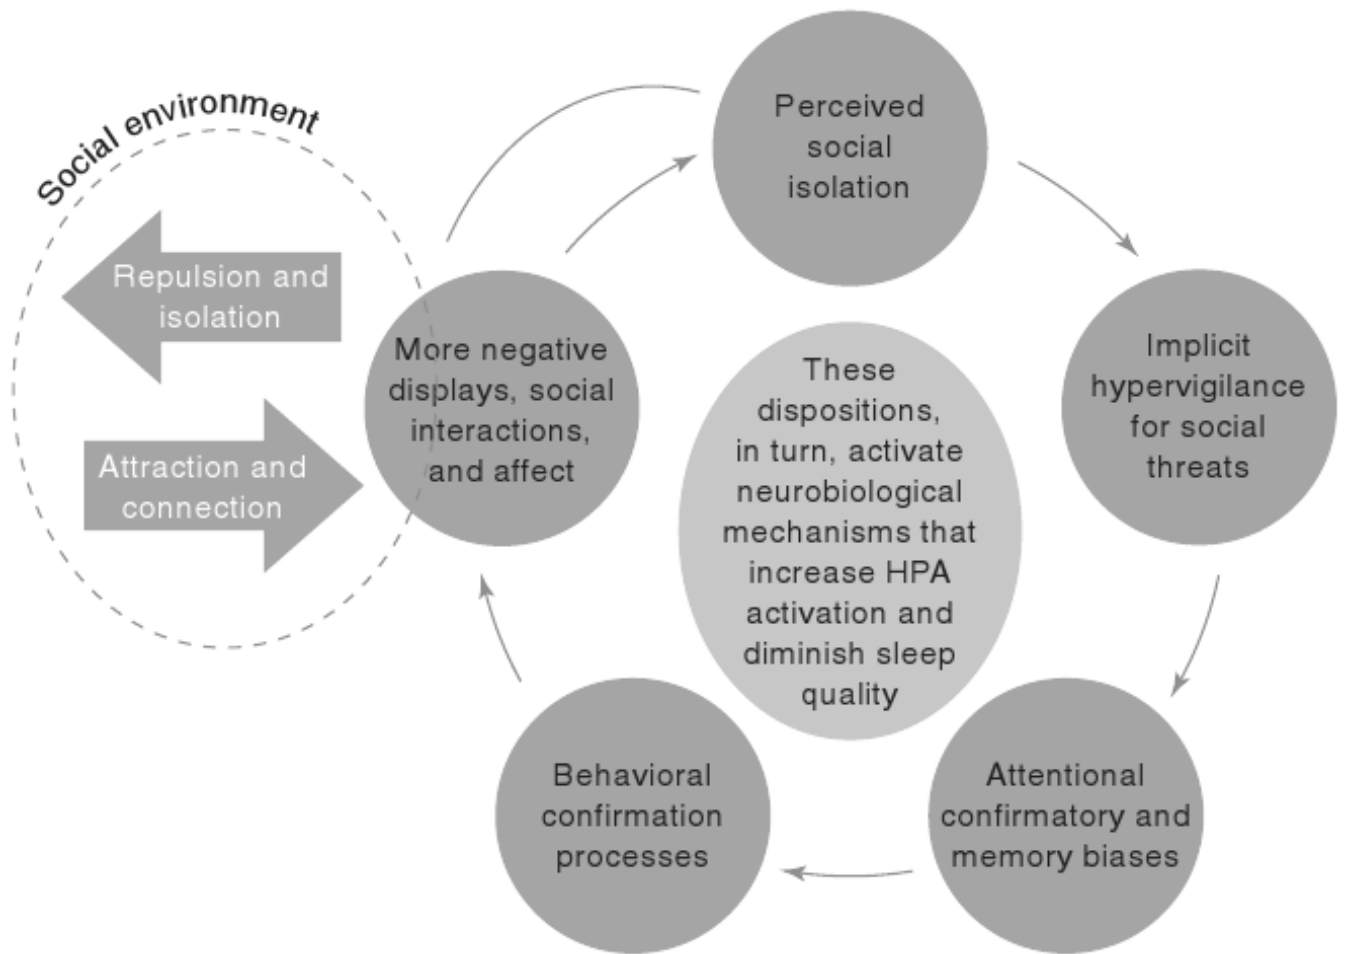 Social environment
Repulsion and
isolation
Attraction and
connection
More negative
displays, social
interactions,
and affect
Perceived
social
isolation
Implicit
hypervigilance
for social
threats
These
dispositions,
in turn, activate
neurobiological
mechanisms that
increase HPA
activation and
diminish sleep
quality
Behavioral
confirmation
processes
Attentional
confirmatory and
memory biases